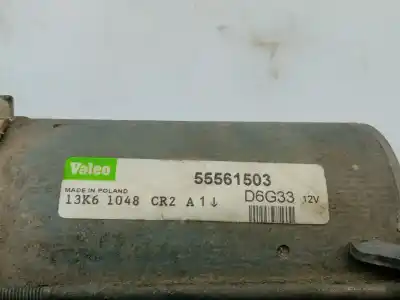 Valeo 55561503
MADE IN POLAND D6G33 12V
13K6 1048 CR2 A1↓